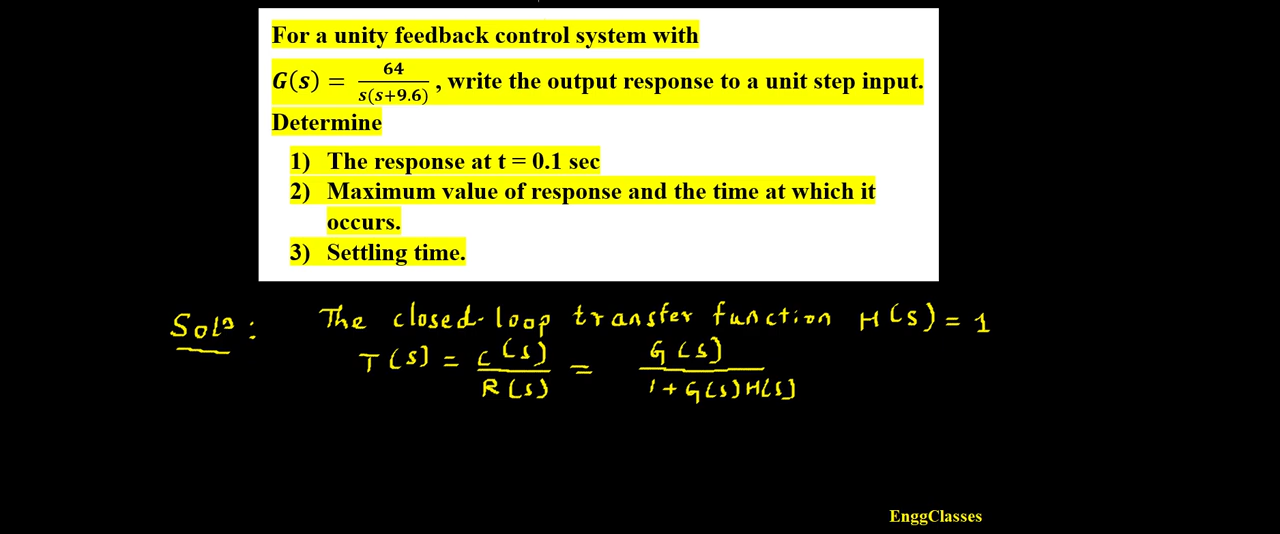 For a unity feedback control system with
G(s) = 64 / s(s+9.6) , write the output response to a unit step input.
Determine
1) The response at t = 0.1 sec
2) Maximum value of response and the time at which it
occurs.
3) Settling time.
Solⁿ: The closed-loop transfer function H(s) = 1
T(s) = C(s) / R(s) = G(s) / 1+G(s)H(s)
EnggClasses